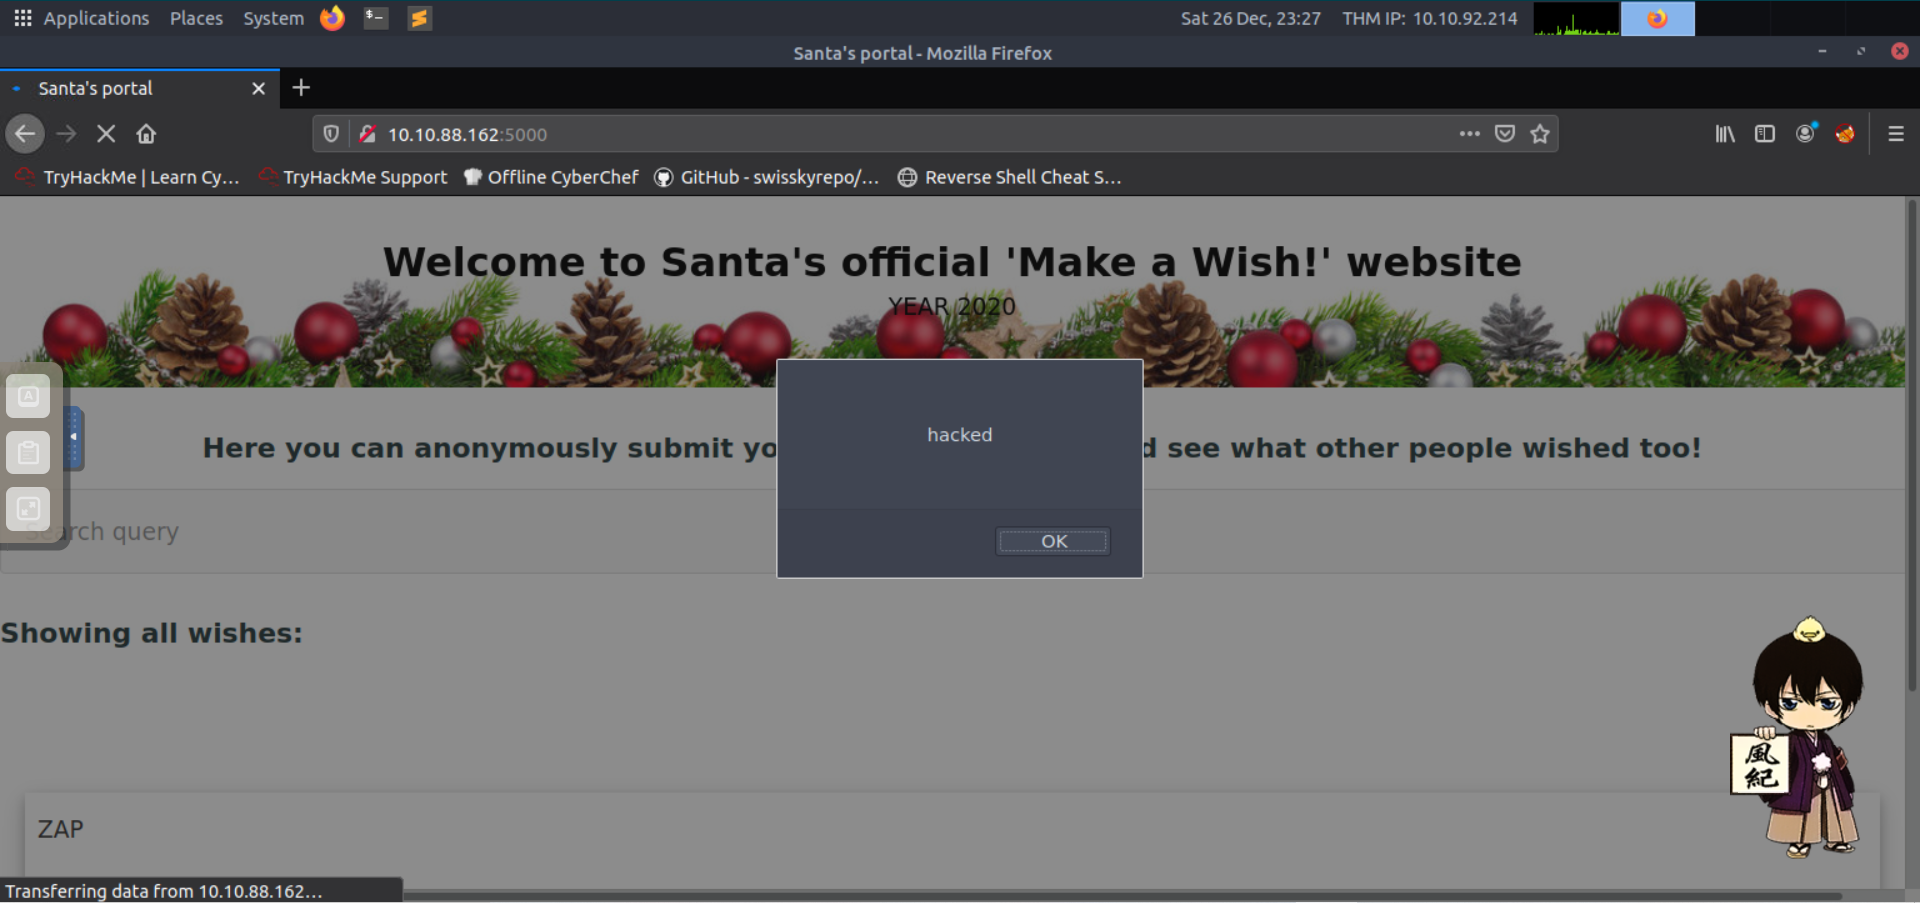 Applications Places System
Sat 26 Dec, 23:27 THM IP: 10.10.92.214
Santa's portal - Mozilla Firefox
Santa's portal
10.10.88.162:5000
TryHackMe | Learn Cy... TryHackMe Support Offline CyberChef GitHub - swisskyrepo/... Reverse Shell Cheat S...
Welcome to Santa's official 'Make a Wish!' website
YEAR 2020
Here you can anonymously submit yo d see what other people wished too!
hacked
OK
Search query
Showing all wishes:
ZAP
風
紀
Transferring data from 10.10.88.162...